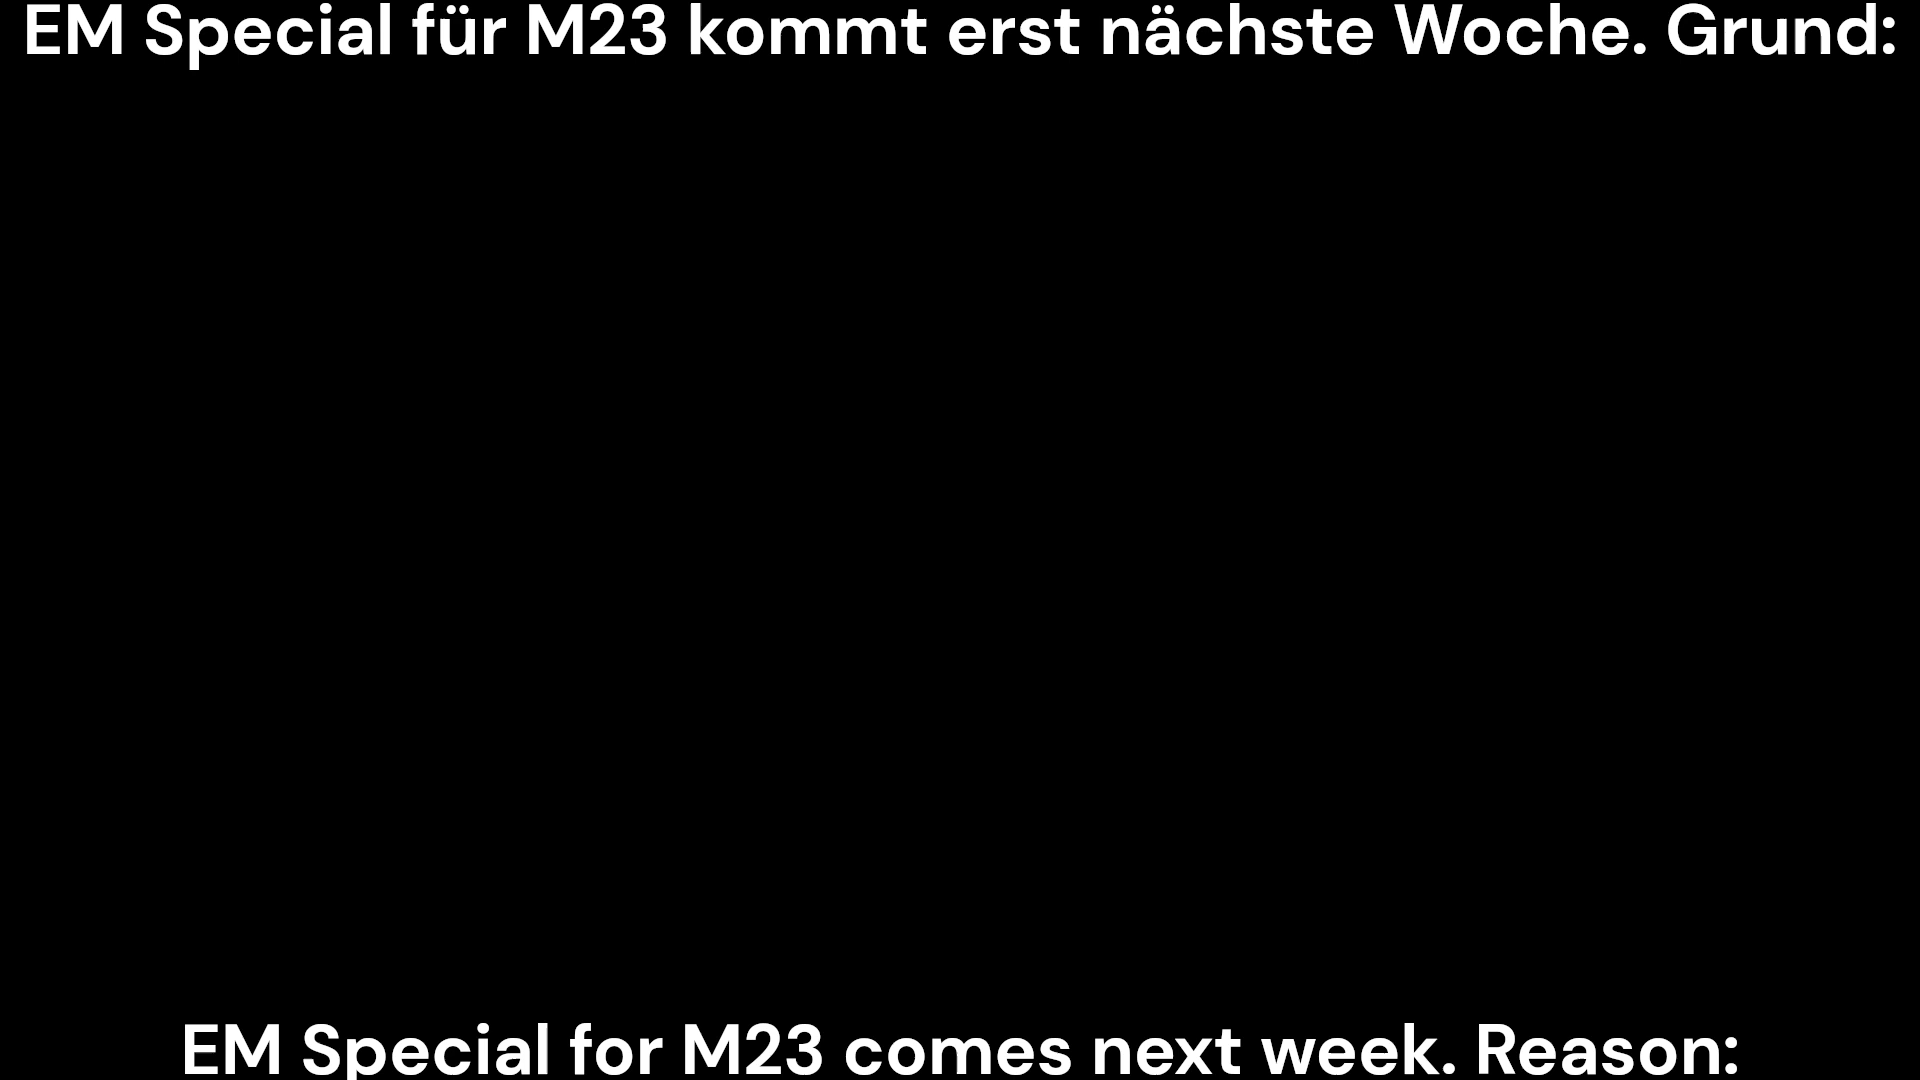 EM Special für M23 kommt erst nächste Woche. Grund:
EM Special for M23 comes next week. Reason: